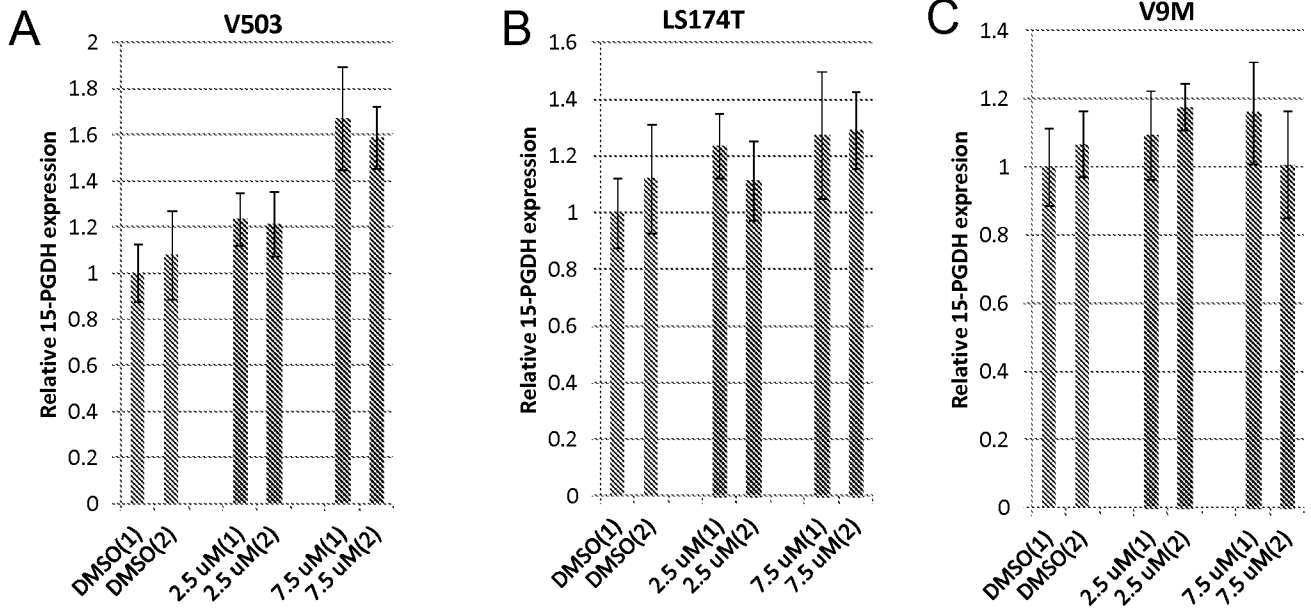 A
V503
Relative 15-PGDH expression
2
1.8
1.6
1.4
1.2
1
0.8
0.6
0.4
0.2
0
DMSO(1)
DMSO(2)
2.5 uM(1)
2.5 uM(2)
7.5 uM(1)
7.5 uM(2)
B
LS174T
Relative 15-PGDH expression
1.6
1.4
1.2
1
0.8
0.6
0.4
0.2
0
DMSO(1)
DMSO(2)
2.5 uM(1)
2.5 uM(2)
7.5 uM(1)
7.5 uM(2)
C
V9M
Relative 15-PGDH expression
1.4
1.2
1
0.8
0.6
0.4
0.2
0
DMSO(1)
DMSO(2)
2.5 uM(1)
2.5 uM(2)
7.5 uM(1)
7.5 uM(2)